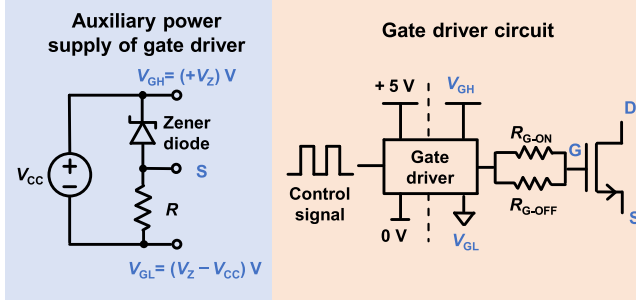 Auxiliary power
supply of gate driver
V_GH = (+V_Z) V
Zener
diode
V_CC
S
R
V_GL = (V_Z – V_CC) V
Gate driver circuit
+ 5 V
V_GH
D
R_G-ON
G
Gate
driver
Control
signal
R_G-OFF
S
0 V
V_GL